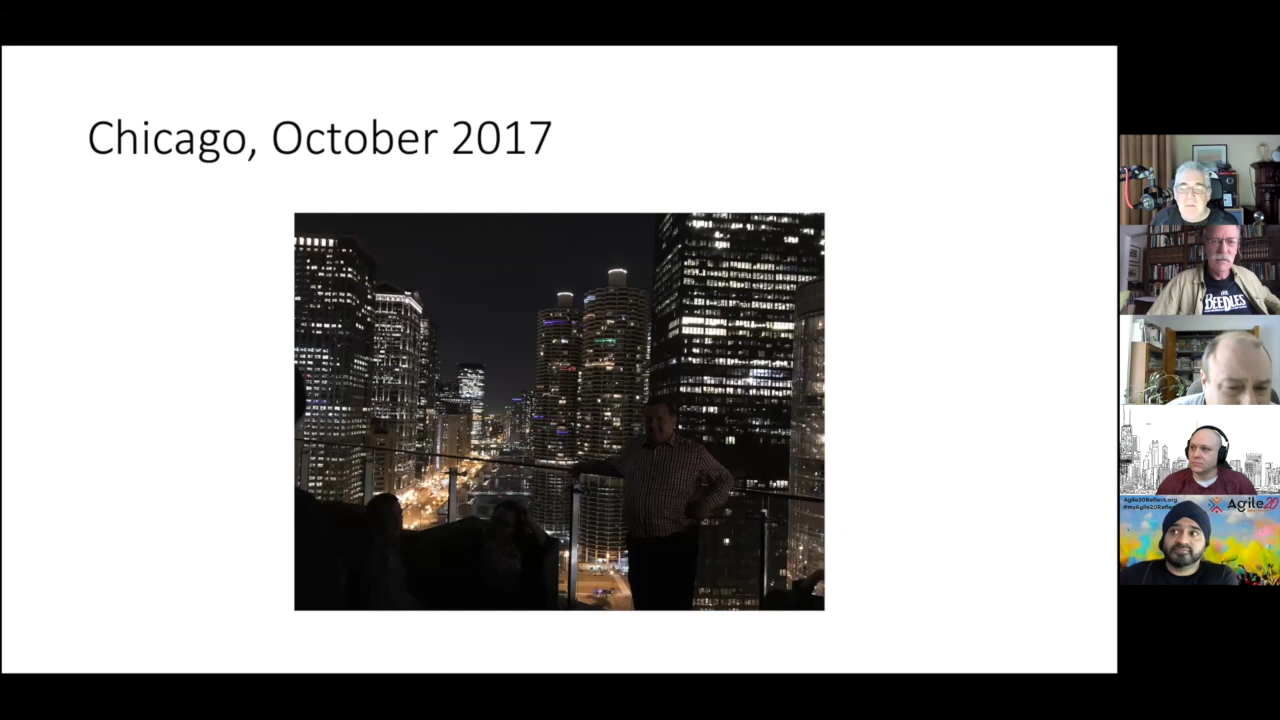 Chicago, October 2017
THE
BEEDLES
Agile20Reflect.org
#myAgile20Reflect
Agile20